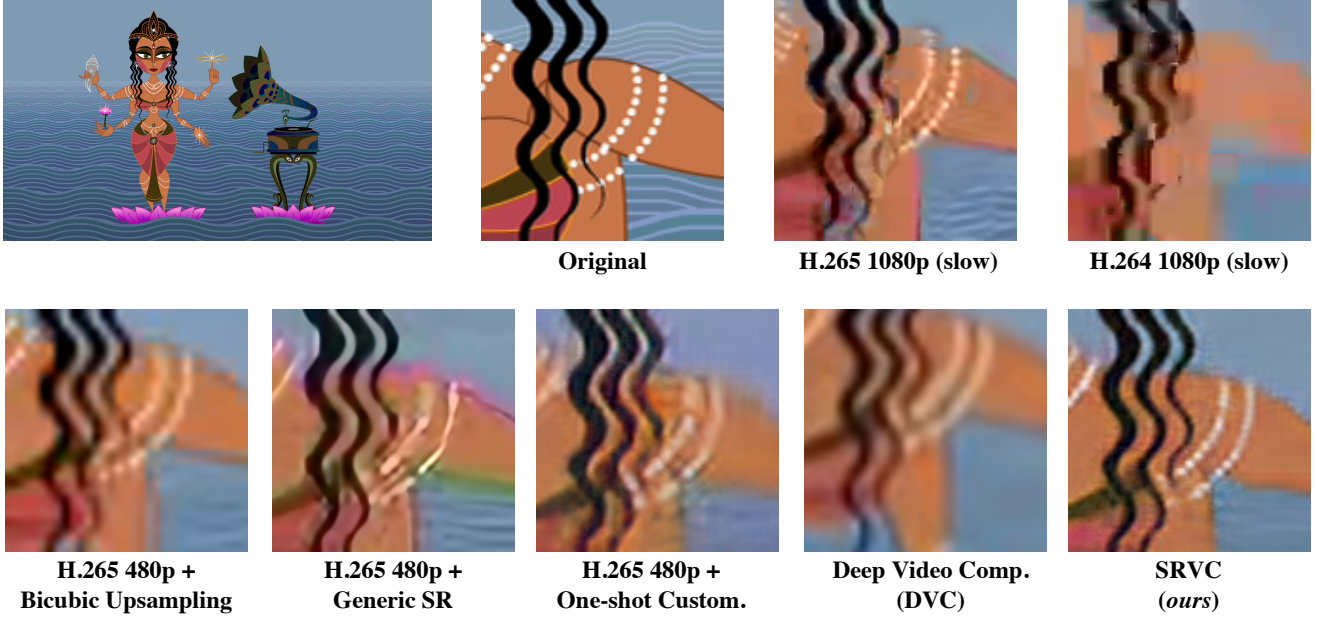 Original
H.265 1080p (slow)
H.264 1080p (slow)
H.265 480p +
Bicubic Upsampling
H.265 480p +
Generic SR
H.265 480p +
One-shot Custom.
Deep Video Comp.
(DVC)
SRVC
(ours)